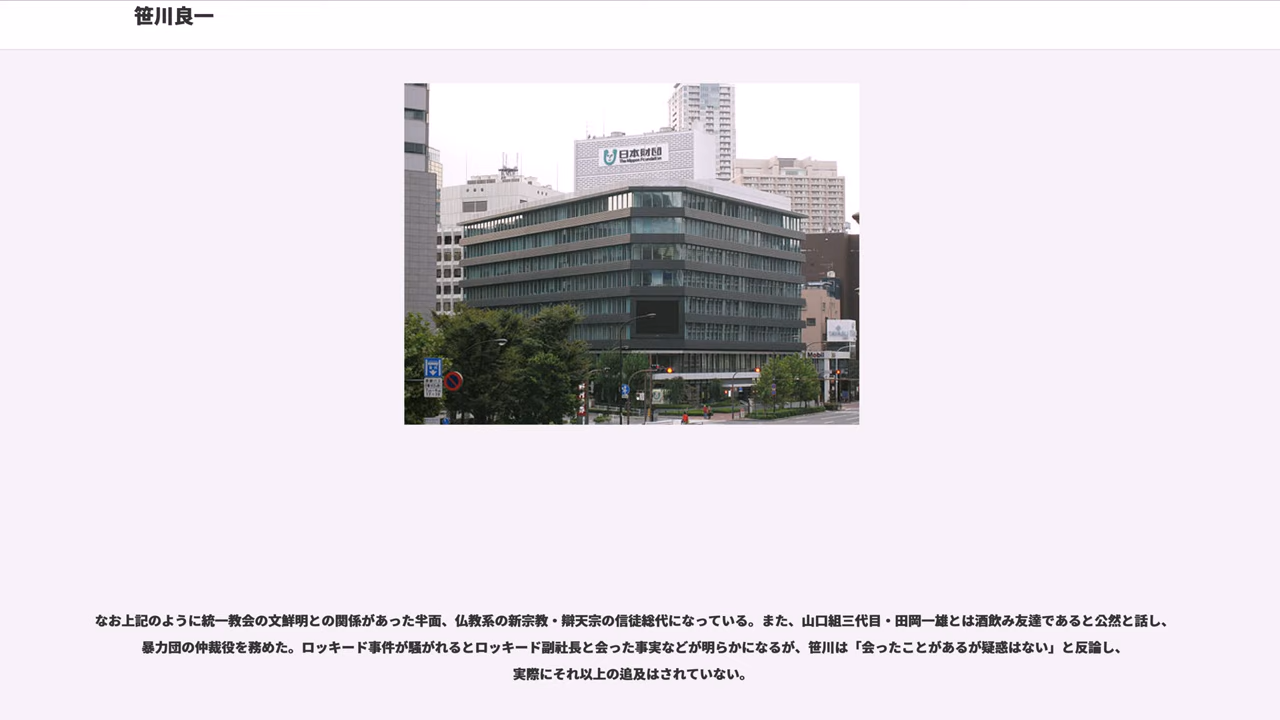 笹川良一
日本財団
The Nippon Foundation
Mobil
なお上記のように統一教会の文鮮明との関係があった半面、仏教系の新宗教・辯天宗の信徒総代になっている。また、山口組三代目・田岡一雄とは酒飲み友達であると公然と話し、
暴力団の仲裁役を務めた。ロッキード事件が騒がれるとロッキード副社長と会った事実などが明らかになるが、笹川は「会ったことがあるが疑惑はない」と反論し、
実際にそれ以上の追及はされていない。